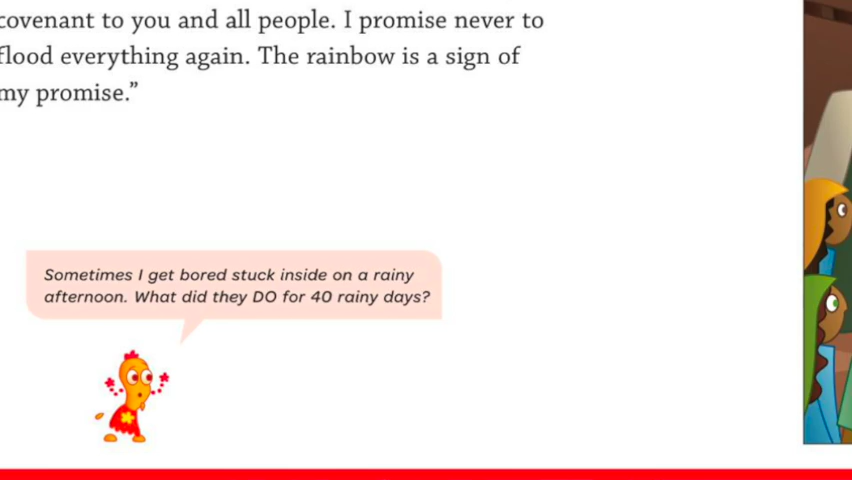 covenant to you and all people. I promise never to
flood everything again. The rainbow is a sign of
my promise.”
Sometimes I get bored stuck inside on a rainy
afternoon. What did they DO for 40 rainy days?